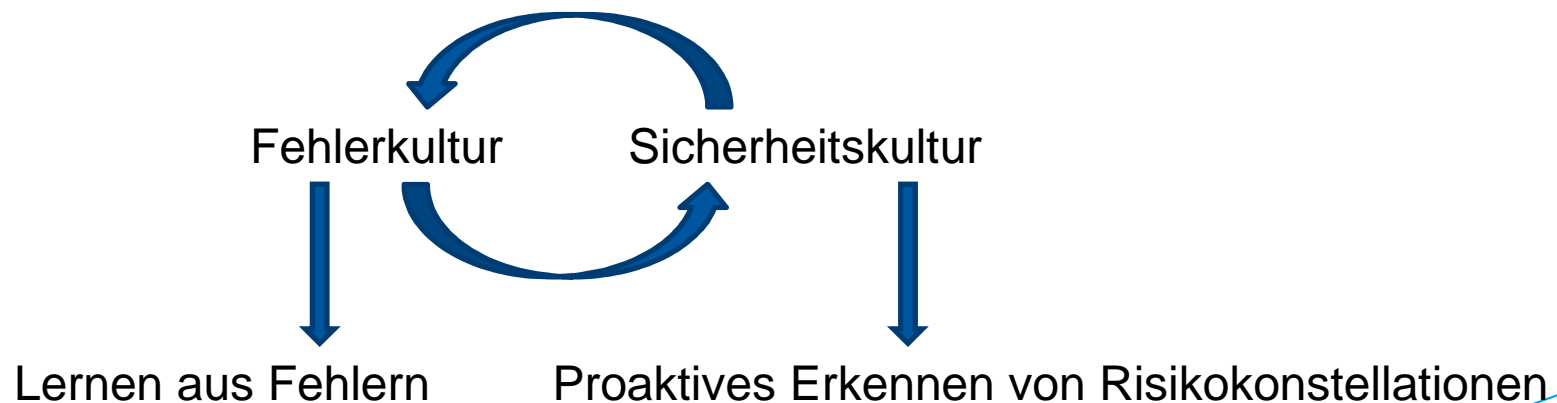 Fehlerkultur Sicherheitskultur
Lernen aus Fehlern Proaktives Erkennen von Risikokonstellationen